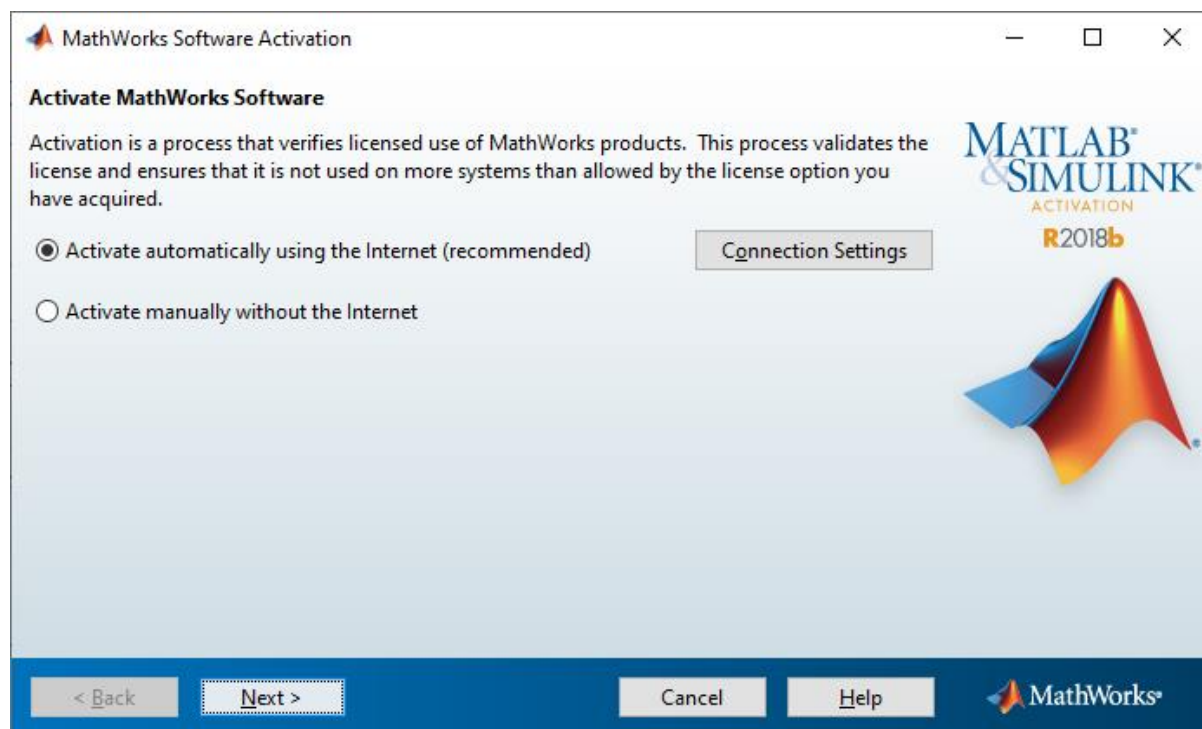 MathWorks Software Activation
Activate MathWorks Software
Activation is a process that verifies licensed use of MathWorks products. This process validates the
license and ensures that it is not used on more systems than allowed by the license option you
have acquired.
Activate automatically using the Internet (recommended)
Connection Settings
Activate manually without the Internet
MATLAB®
&SIMULINK®
ACTIVATION
R2018b
®
< Back
Next >
Cancel
Help
MathWorks®